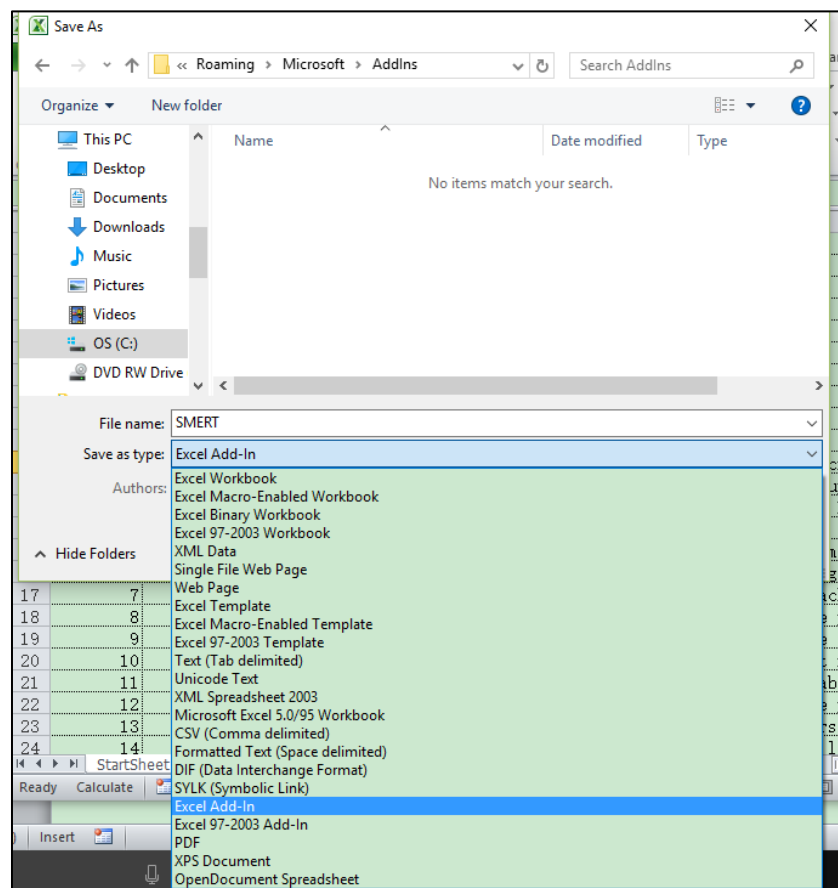 Save As
« Roaming > Microsoft > AddIns
Search AddIns
Organize
New folder
Name
Date modified
Type
This PC
Desktop
Documents
Downloads
Music
Pictures
Videos
OS (C:)
DVD RW Drive
No items match your search.
File name: SMERT
Save as type: Excel Add-In
Authors:
Hide Folders
Excel Workbook
Excel Macro-Enabled Workbook
Excel Binary Workbook
Excel 97-2003 Workbook
XML Data
Single File Web Page
Web Page
Excel Template
Excel Macro-Enabled Template
Excel 97-2003 Template
Text (Tab delimited)
Unicode Text
XML Spreadsheet 2003
Microsoft Excel 5.0/95 Workbook
CSV (Comma delimited)
Formatted Text (Space delimited)
DIF (Data Interchange Format)
SYLK (Symbolic Link)
Excel Add-In
Excel 97-2003 Add-In
PDF
XPS Document
OpenDocument Spreadsheet
17 7
18 8
19 9
20 10
21 11
22 12
23 13
24 14
StartSheet
Ready Calculate
Insert